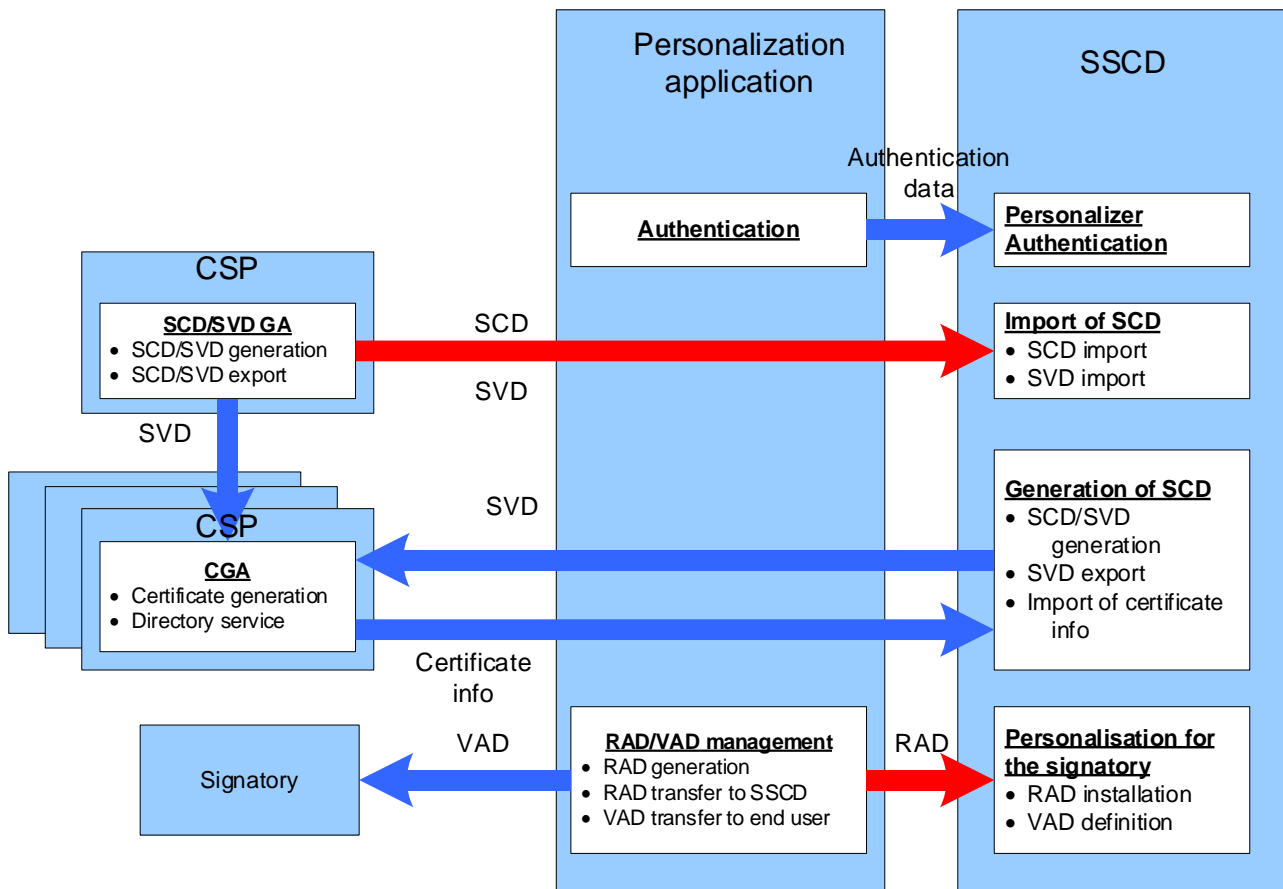 Personalization
application
SSCD
Authentication
data
Authentication
Personalizer
Authentication
CSP
SCD/SVD GA
• SCD/SVD generation
• SCD/SVD export
SCD
SVD
Import of SCD
• SCD import
• SVD import
SVD
CSP
CGA
• Certificate generation
• Directory service
SVD
Generation of SCD
• SCD/SVD
generation
• SVD export
• Import of certificate
info
Certificate
info
Signatory
VAD
RAD/VAD management
• RAD generation
• RAD transfer to SSCD
• VAD transfer to end user
RAD
Personalisation for
the signatory
• RAD installation
• VAD definition